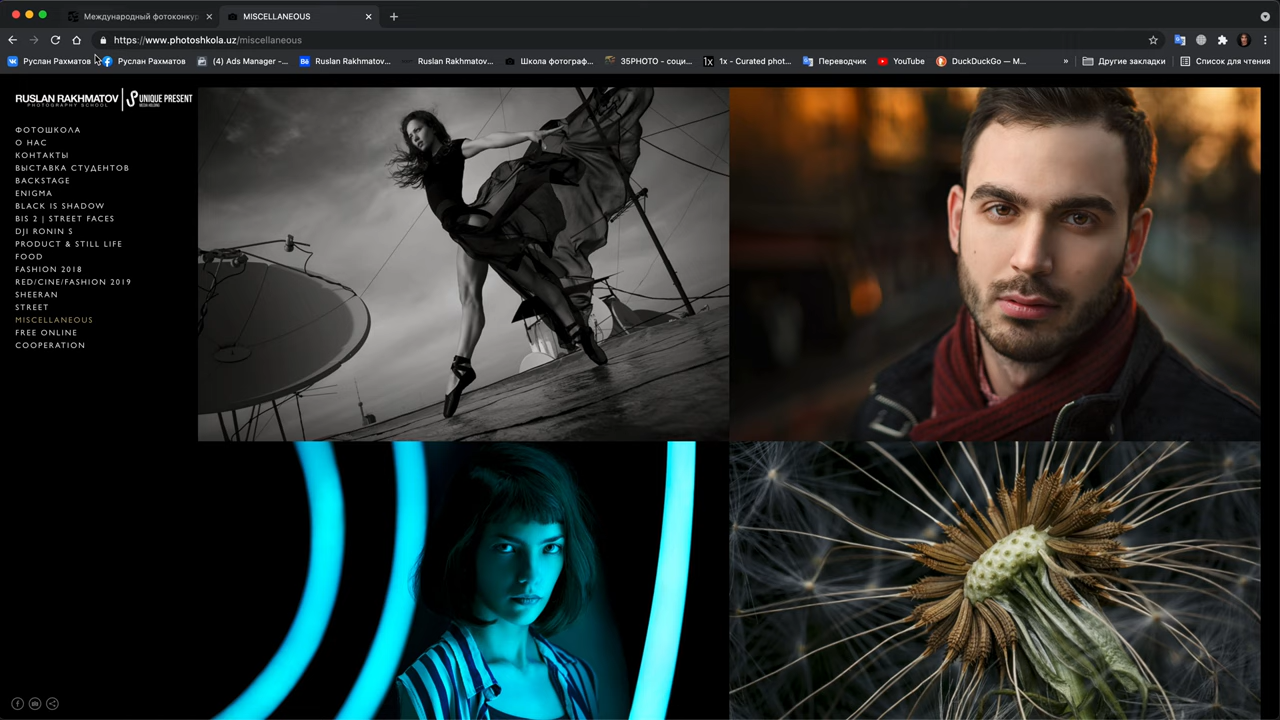 Международный фотоконкур
MISCELLANEOUS
https://www.photoshkola.uz/miscellaneous
Руслан Рахматов
Руслан Рахматов
(4) Ads Manager -...
Ruslan Rakhmatov...
Ruslan Rakhmatov...
Школа фотограф...
35PHOTO - соци...
1x - Curated phot...
Переводчик
YouTube
DuckDuckGo — М...
»
Другие закладки
Список для чтения
RUSLAN RAKHMATOV
PHOTOGRAPHY SCHOOL
UNIQUE PRESENT
ФОТОШКОЛА
О НАС
КОНТАКТЫ
ВЫСТАВКА СТУДЕНТОВ
BACKSTAGE
ENIGMA
BLACK IS SHADOW
BIS 2 | STREET FACES
DJI RONIN S
PRODUCT & STILL LIFE
FOOD
FASHION 2018
RED/CINE/FASHION 2019
SHEERAN
STREET
MISCELLANEOUS
FREE ONLINE
COOPERATION